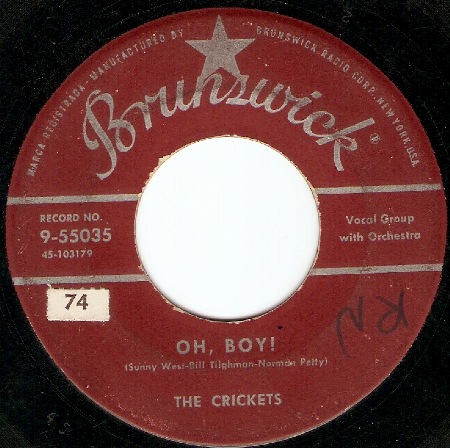 MARCA REGISTRADA · MANUFACTURED BY BRUNSWICK RADIO CORP., NEW YORK, USA
Brunswick®
RECORD NO.
9-55035
45-103179
Vocal Group
with Orchestra
74
OH, BOY!
(Sunny West-Bill Tilghman-Norman Petty)
THE CRICKETS